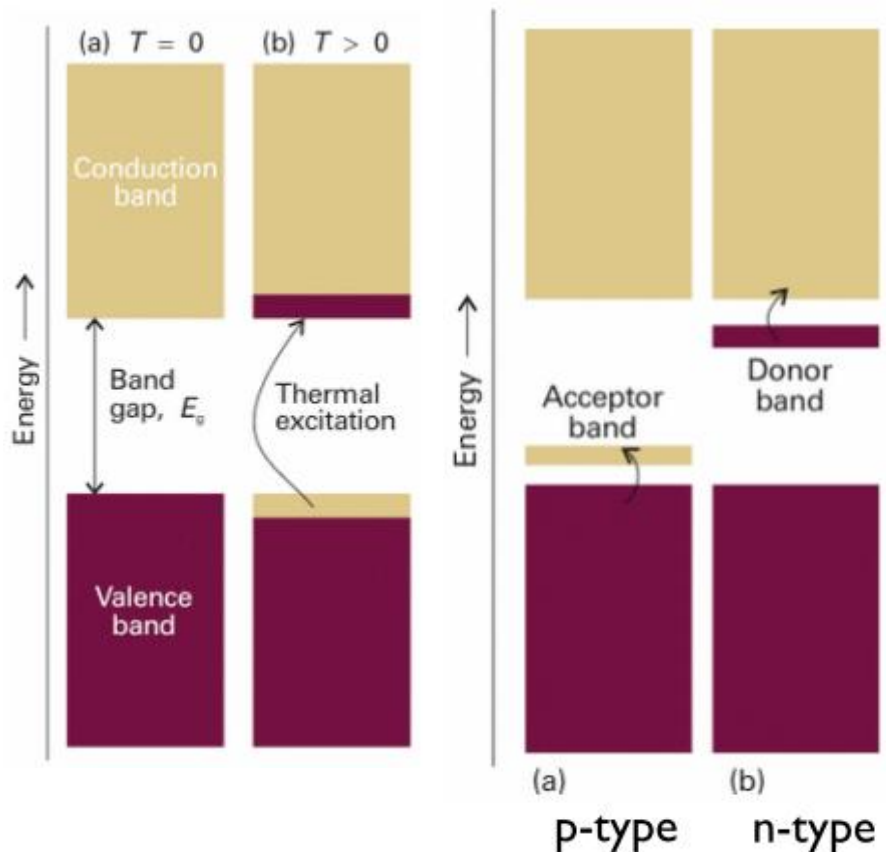 (a) T = 0
(b) T > 0
Conduction
band
Energy
Band
gap, Eg
Thermal
excitation
Valence
band
Energy
Acceptor
band
Donor
band
(a)
(b)
p-type
n-type